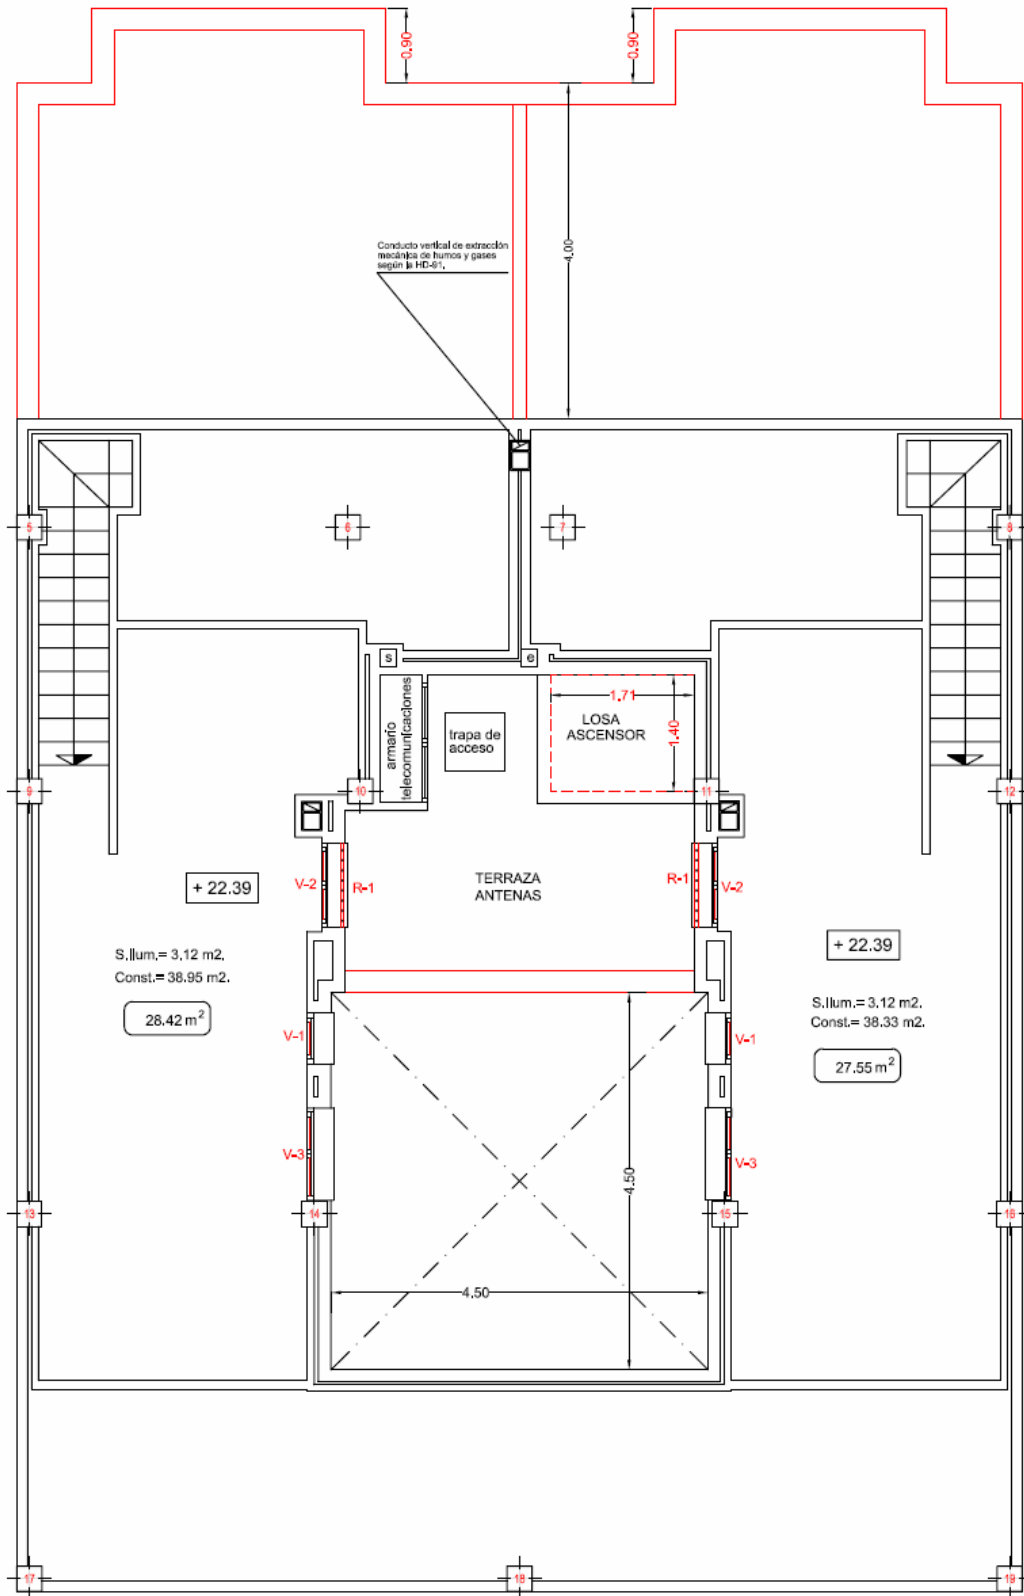 0.90
0.90
Conducto vertical de extracción
mecánica de humos y gases
según la HD-91.
4.00
5
6
7
8
s
e
armario
telecomunicaciones
trapa de
acceso
1.71
LOSA
ASCENSOR
1.40
9
10
11
12
V-2
R-1
TERRAZA
ANTENAS
R-1
V-2
+ 22.39
+ 22.39
S.Ilum.= 3,12 m2.
Const.= 38.95 m2.
28.42 m²
S.Ilum.= 3.12 m2.
Const.= 38.33 m2.
27.55 m²
V-1
V-1
V-3
V-3
4.50
13
14
15
16
4.50
17
18
19